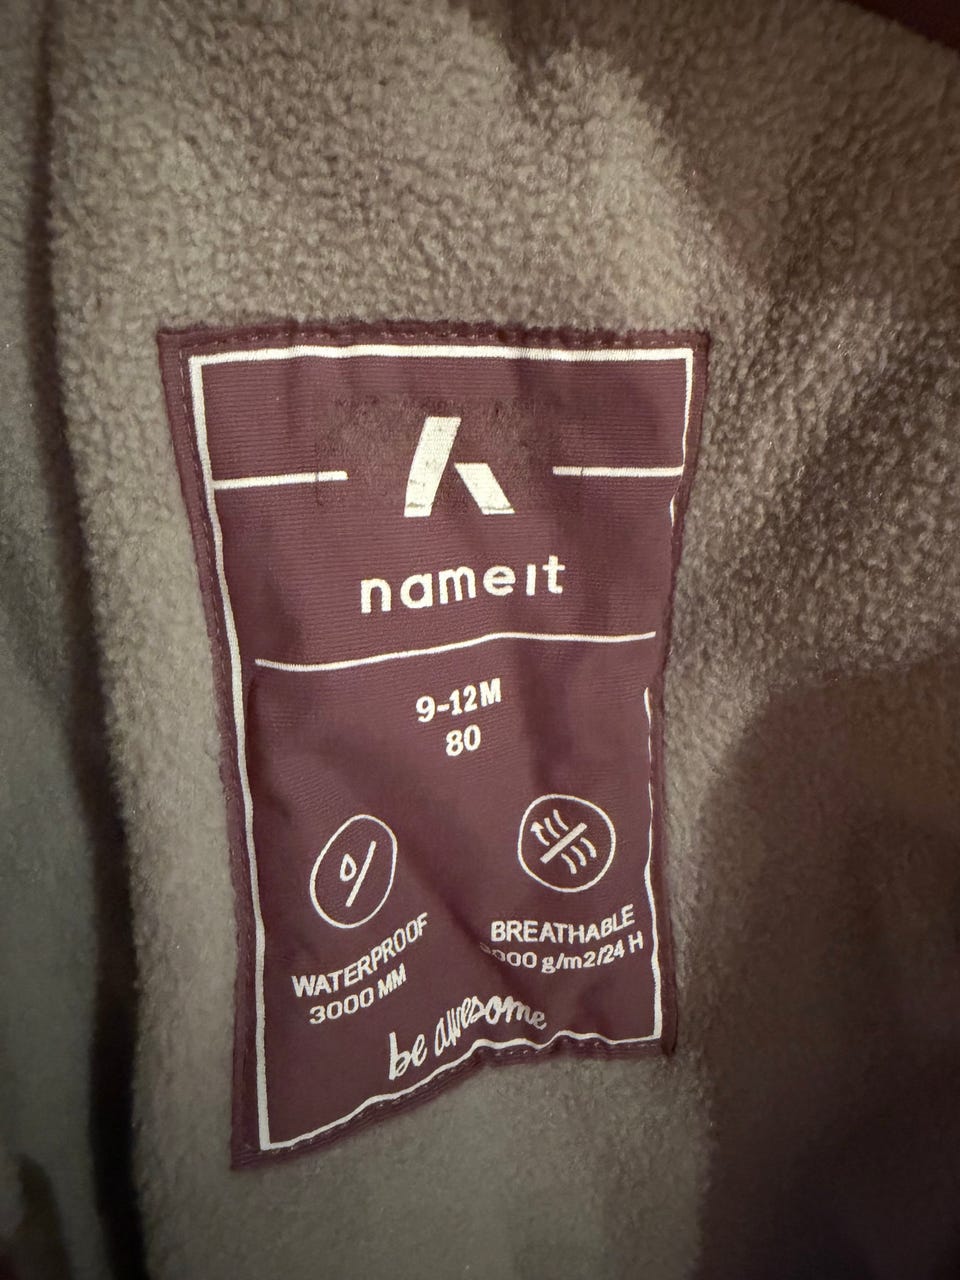 nameit
9-12M
80
WATERPROOF
3000 MM
BREATHABLE
g/m2/24 H
be awesome